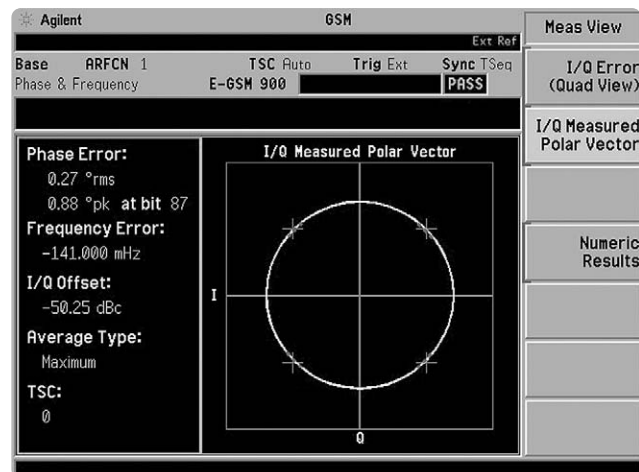 Agilent GSM Meas View
Ext Ref
Base ARFCN 1 TSC Auto Trig Ext Sync TSeq
Phase & Frequency E-GSM 900 PASS
I/Q Error
(Quad View)
I/Q Measured
Polar Vector
Numeric
Results
Phase Error:
0.27 °rms
0.88 °pk at bit 87
Frequency Error:
-141.000 mHz
I/Q Offset:
-50.25 dBc
Average Type:
Maximum
TSC:
0
I/Q Measured Polar Vector
I
Q